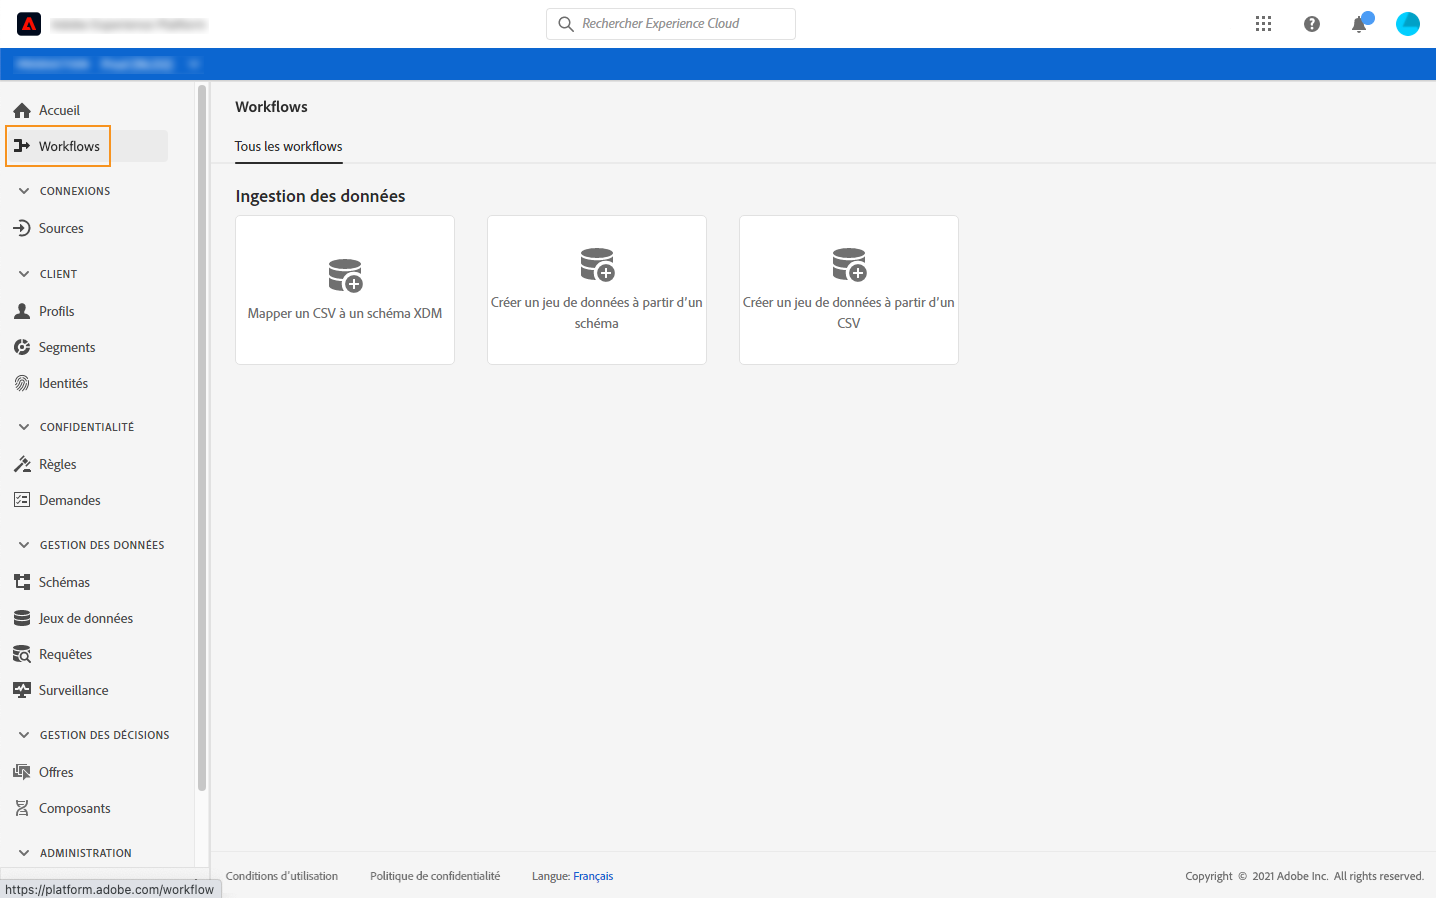 Rechercher Experience Cloud
Accueil
Workflows
CONNEXIONS
Sources
CLIENT
Profils
Segments
Identités
CONFIDENTIALITÉ
Règles
Demandes
GESTION DES DONNÉES
Schémas
Jeux de données
Requêtes
Surveillance
GESTION DES DÉCISIONS
Offres
Composants
ADMINISTRATION
https://platform.adobe.com/workflow
Workflows
Tous les workflows
Ingestion des données
Mapper un CSV à un schéma XDM
Créer un jeu de données à partir d’un
schéma
Créer un jeu de données à partir d’un
CSV
Conditions d’utilisation Politique de confidentialité Langue: Français Copyright © 2021 Adobe Inc. All rights reserved.